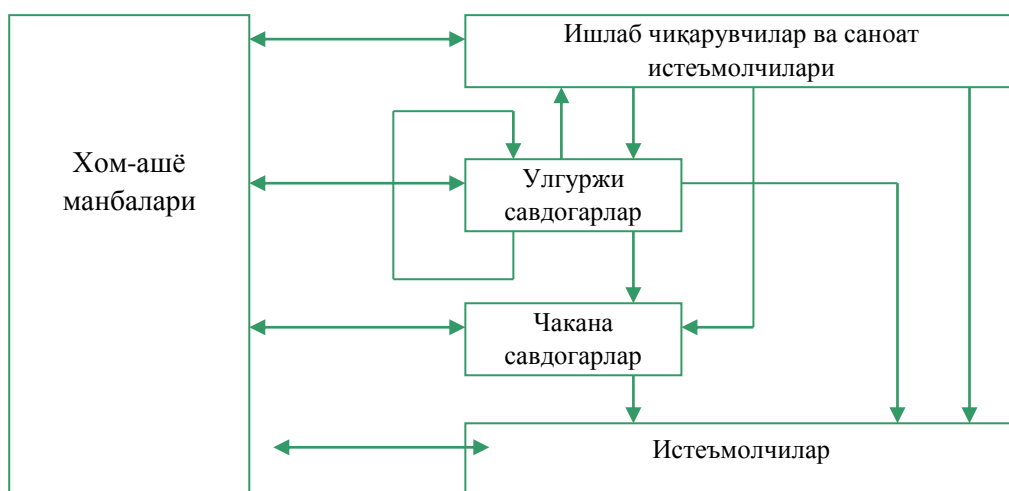 Ишлаб чиқарувчилар ва саноат
истеъмолчилари
Хом-ашё
манбалари
Улгуржи
савдогарлар
Чакана
савдогарлар
Истеъмолчилар